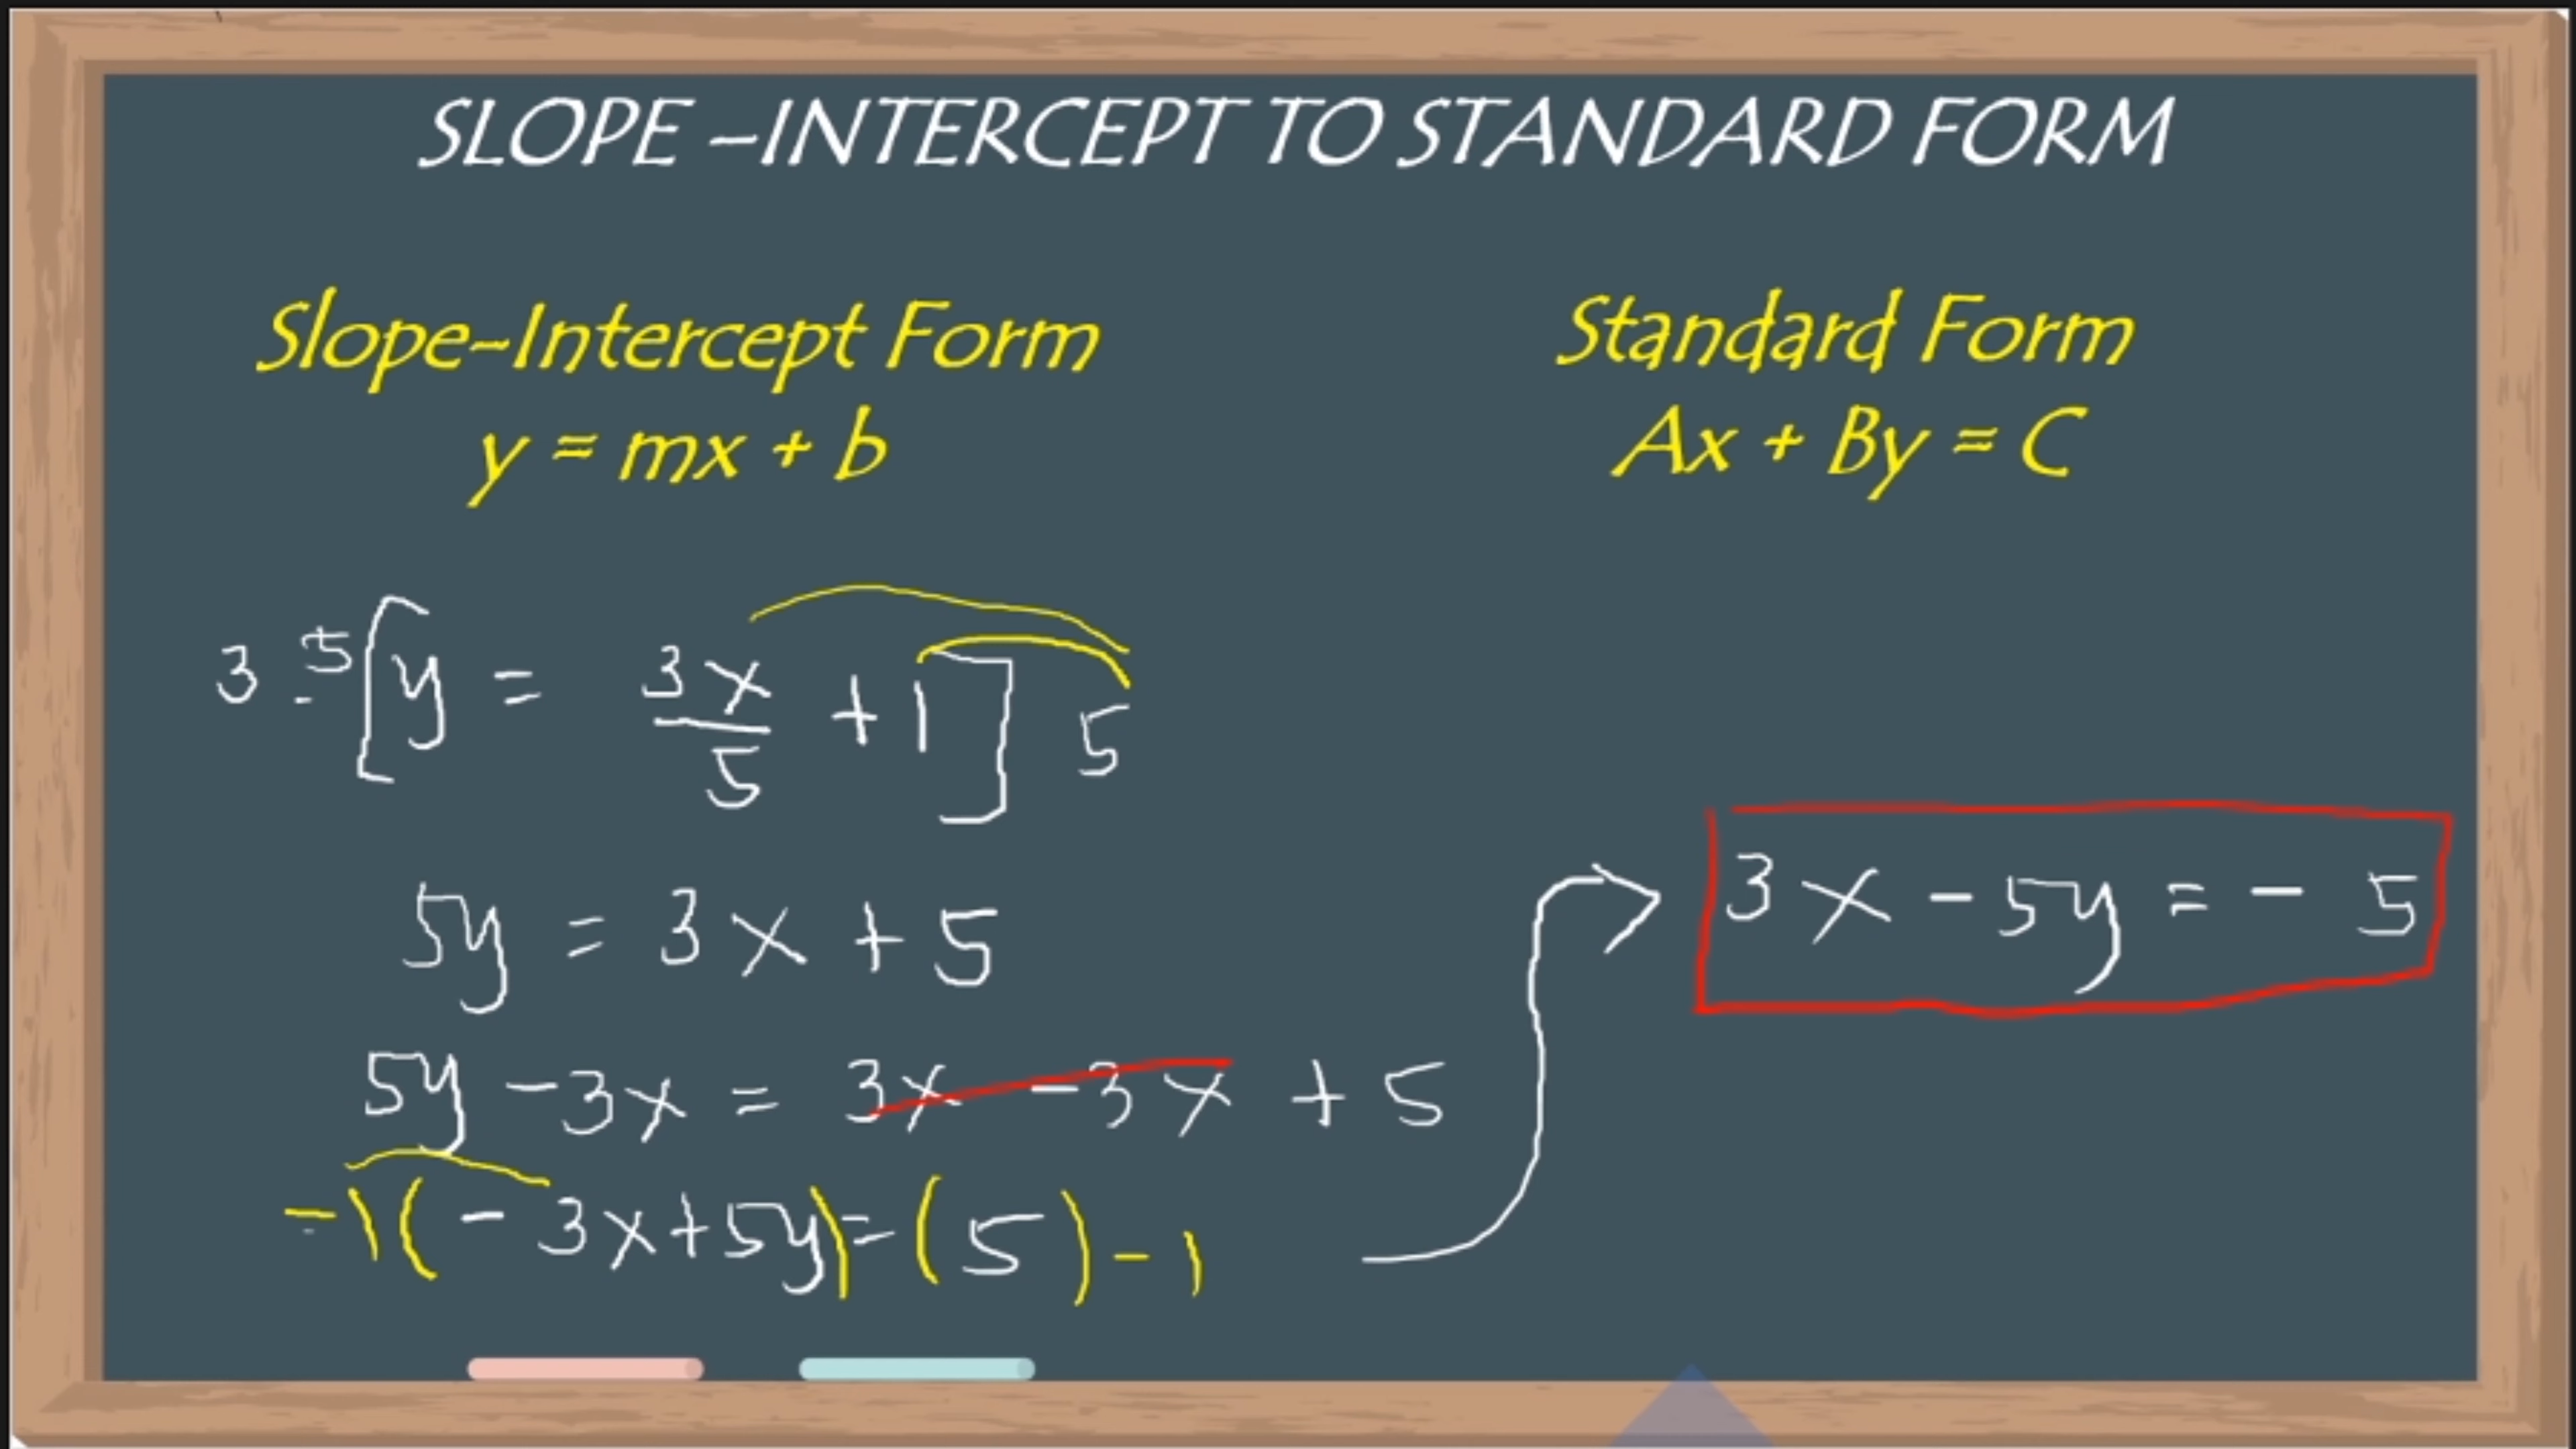 SLOPE –INTERCEPT TO STANDARD FORM
Slope-Intercept Form
y = mx + b
Standard Form
Ax + By = C
3. 5[y = 3x/5 + 1] 5
5y = 3x + 5
5y - 3x = 3x - 3x + 5
-1(- 3x + 5y) = (5) - 1
3x - 5y = - 5